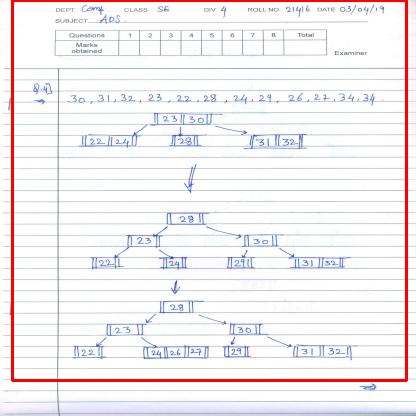 DEPT. Comp CLASS SE DIV 4 ROLL NO. 21416 DATE 03/04/19
SUBJECT ADS.
Questions 1 2 3 4 5 6 7 8 Total
Marks obtained
Examiner
Q.4]
30, 31, 32, 23, 22, 28, 24, 29, 26, 27, 34, 34.
23 30
22 24 28 31 32
28
23 30
22 24 29 31 32
28
23 30
22 24 26 27 29 31 32